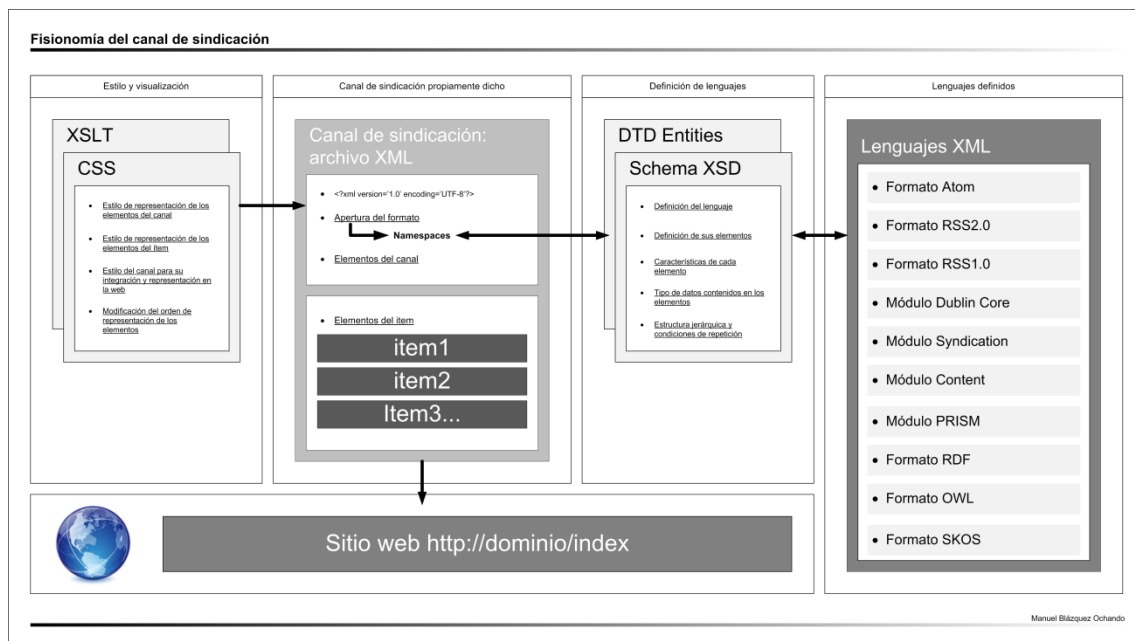 Fisionomía del canal de sindicación
Estilo y visualización
XSLT
CSS
• Estilo de representación de los
elementos del canal
• Estilo de representación de los
elementos del ítem
• Estilo del canal para su
integración y representación en
la web
• Modificación del orden de
representación de los
elementos
Canal de sindicación propiamente dicho
Canal de sindicación:
archivo XML
• <?xml version='1.0' encoding='UTF-8'?>
• Apertura del formato
Namespaces
• Elementos del canal
• Elementos del item
item1
item2
Item3...
Definición de lenguajes
DTD Entities
Schema XSD
• Definición del lenguaje
• Definición de sus elementos
• Características de cada
elemento
• Tipo de datos contenidos en los
elementos
• Estructura jerárquica y
condiciones de repetición
Lenguajes definidos
Lenguajes XML
• Formato Atom
• Formato RSS2.0
• Formato RSS1.0
• Módulo Dublin Core
• Módulo Syndication
• Módulo Content
• Módulo PRISM
• Formato RDF
• Formato OWL
• Formato SKOS
Sitio web http://dominio/index
Manuel Blázquez Ochando